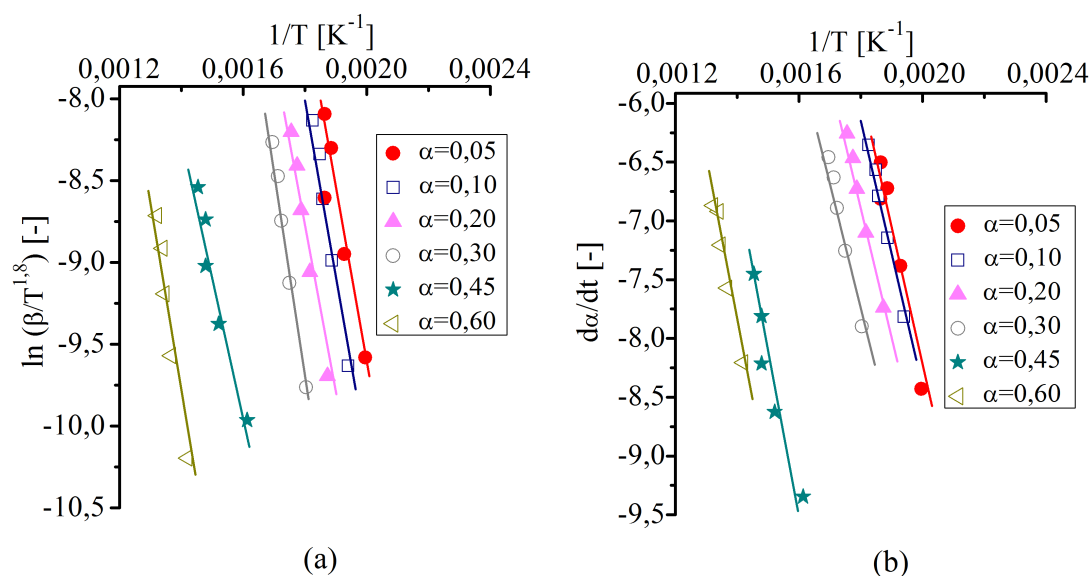 1/T [K⁻¹]
0,0012 0,0016 0,0020 0,0024
-8,0
-8,5
-9,0
-9,5
-10,0
-10,5
ln (β/T¹,⁸) [-]
α=0,05
α=0,10
α=0,20
α=0,30
α=0,45
α=0,60
(a)
1/T [K⁻¹]
0,0012 0,0016 0,0020 0,0024
-6,0
-6,5
-7,0
-7,5
-8,0
-8,5
-9,0
-9,5
dα/dt [-]
α=0,05
α=0,10
α=0,20
α=0,30
α=0,45
α=0,60
(b)